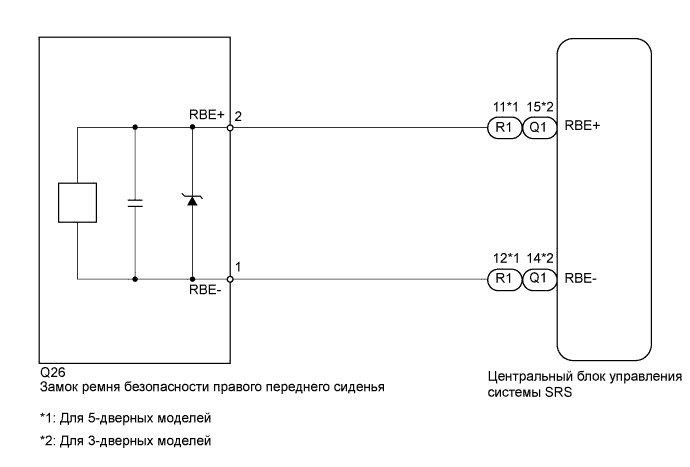 11*1 15*2
RBE+ 2 R1 Q1 RBE+
12*1 14*2
RBE- 1 R1 Q1 RBE-
Q26
Замок ремня безопасности правого переднего сиденья
Центральный блок управления
системы SRS
*1: Для 5-дверных моделей
*2: Для 3-дверных моделей